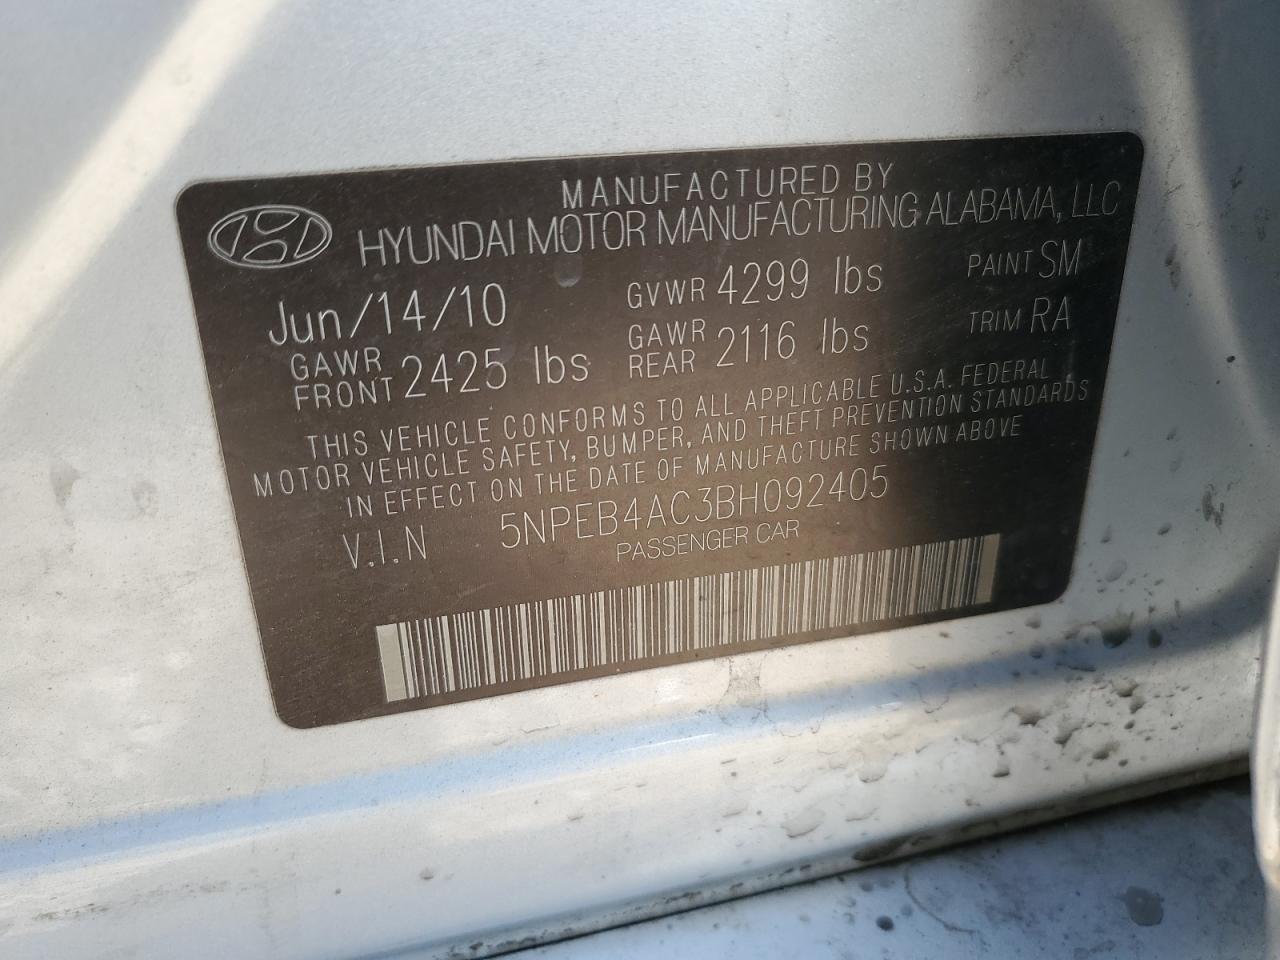 MANUFACTURED BY
HYUNDAI MOTOR MANUFACTURING ALABAMA, LLC
Jun/14/10 GVWR 4299 lbs PAINT SM
GAWR FRONT 2425 lbs GAWR REAR 2116 lbs TRIM RA
THIS VEHICLE CONFORMS TO ALL APPLICABLE U.S.A. FEDERAL
MOTOR VEHICLE SAFETY, BUMPER, AND THEFT PREVENTION STANDARDS
IN EFFECT ON THE DATE OF MANUFACTURE SHOWN ABOVE
V.I.N 5NPEB4AC3BH092405
PASSENGER CAR